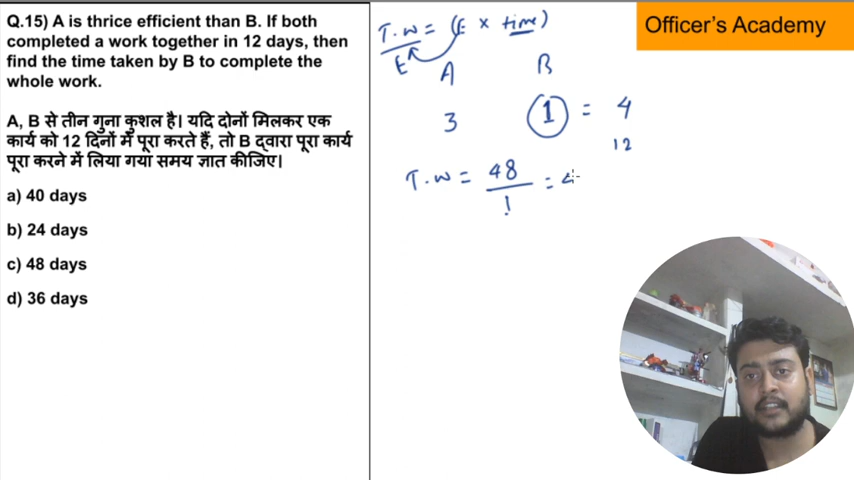 Q.15) A is thrice efficient than B. If both
completed a work together in 12 days, then
find the time taken by B to complete the
whole work.
A, B से तीन गुना कुशल है। यदि दोनों मिलकर एक
कार्य को 12 दिनों में पूरा करते हैं, तो B द्वारा पूरा कार्य
पूरा करने में लिया गया समय ज्ञात कीजिए।
a) 40 days
b) 24 days
c) 48 days
d) 36 days
Officer's Academy
T.W = (E × time)
E
A B
3 1 = 4
12
T.W = 48 = 4
1